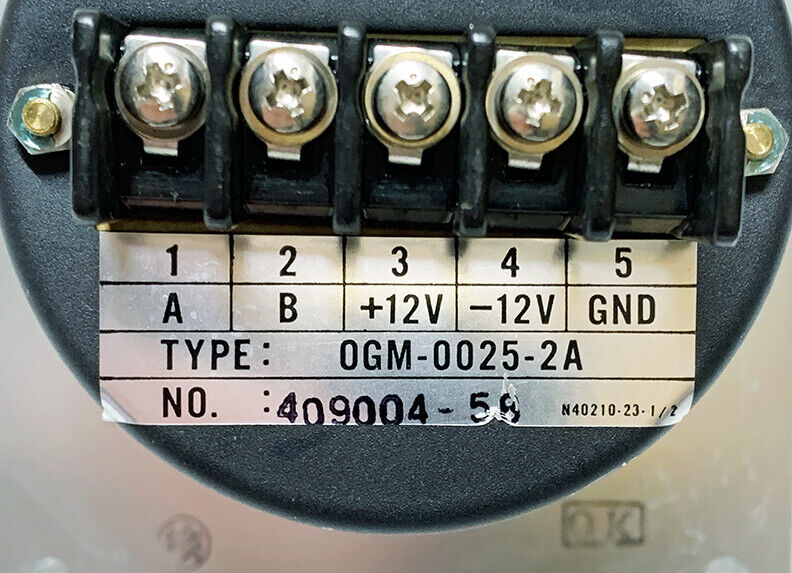 1 2 3 4 5
A B +12V -12V GND
TYPE: OGM-0025-2A
NO. :409004-58
N40210-23-1/2
OK